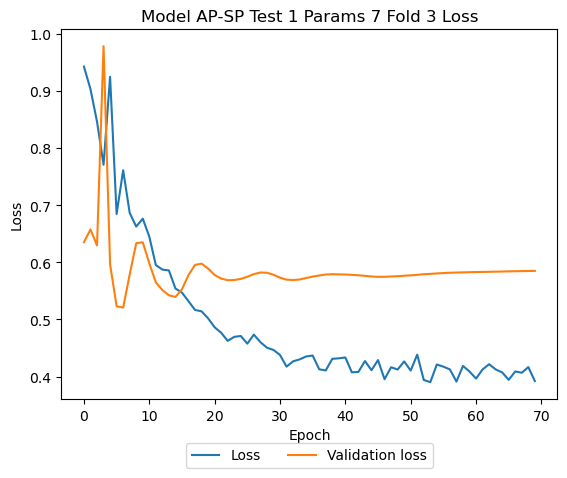 Model AP-SP Test 1 Params 7 Fold 3 Loss
1.0
0.9
0.8
0.7
0.6
0.5
0.4
Loss
0 10 20 30 40 50 60 70
Epoch
Loss Validation loss